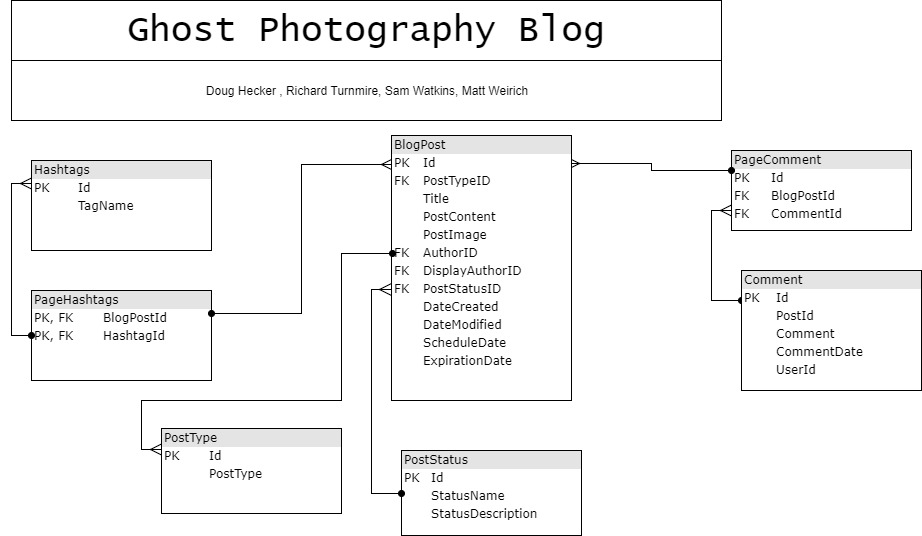 Ghost Photography Blog
Doug Hecker , Richard Turnmire, Sam Watkins, Matt Weirich
Hashtags
PK Id
TagName
PageHashtags
PK, FK BlogPostId
PK, FK HashtagId
PostType
PK Id
PostType
BlogPost
PK Id
FK PostTypeID
Title
PostContent
PostImage
FK AuthorID
FK DisplayAuthorID
FK PostStatusID
DateCreated
DateModified
ScheduleDate
ExpirationDate
PostStatus
PK Id
StatusName
StatusDescription
PageComment
PK Id
FK BlogPostId
FK CommentId
Comment
PK Id
PostId
Comment
CommentDate
UserId